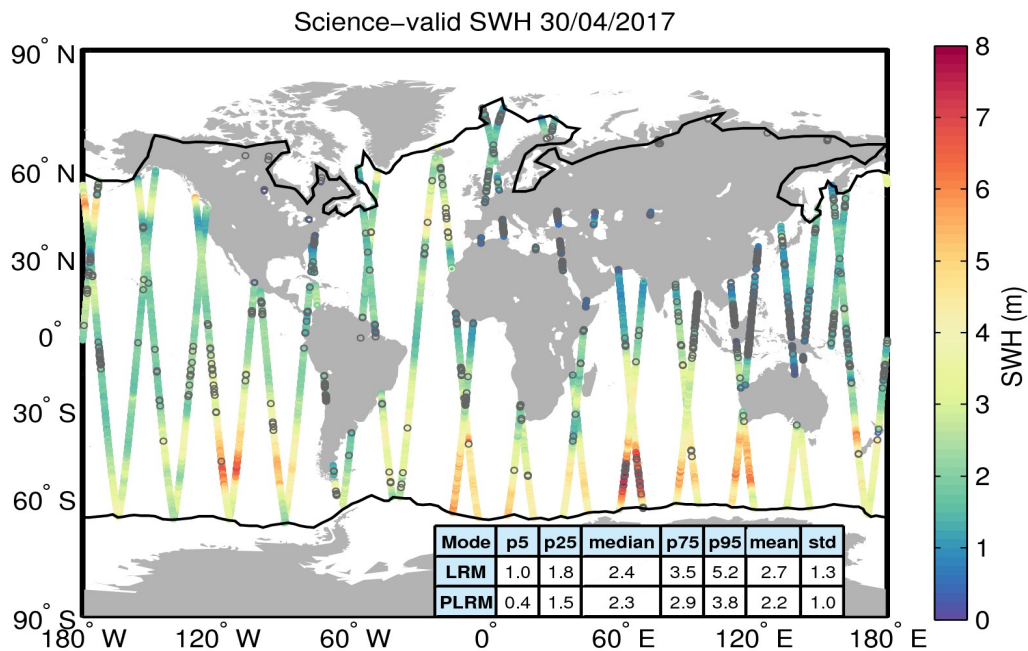 Science−valid SWH 30/04/2017
90° N
60° N
30° N
0°
30° S
60° S
90° S
180° W
120° W
60° W
0°
60° E
120° E
180° E
Mode p5 p25 median p75 p95 mean std
LRM 1.0 1.8 2.4 3.5 5.2 2.7 1.3
PLRM 0.4 1.5 2.3 2.9 3.8 2.2 1.0
8
7
6
5
4
3
2
1
0
SWH (m)